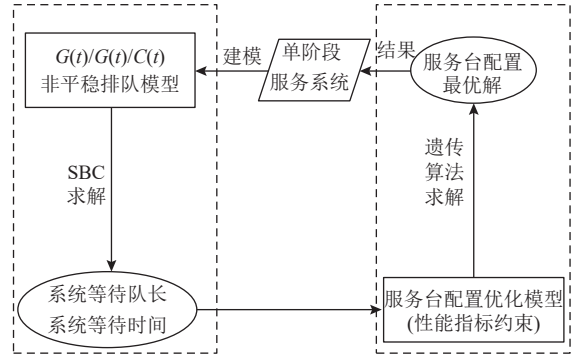 G(t)/G(t)/C(t)
非平稳排队模型
建模
单阶段
服务系统
结果
服务台配置
最优解
SBC
求解
遗传
算法
求解
系统等待队长
系统等待时间
服务台配置优化模型
(性能指标约束)